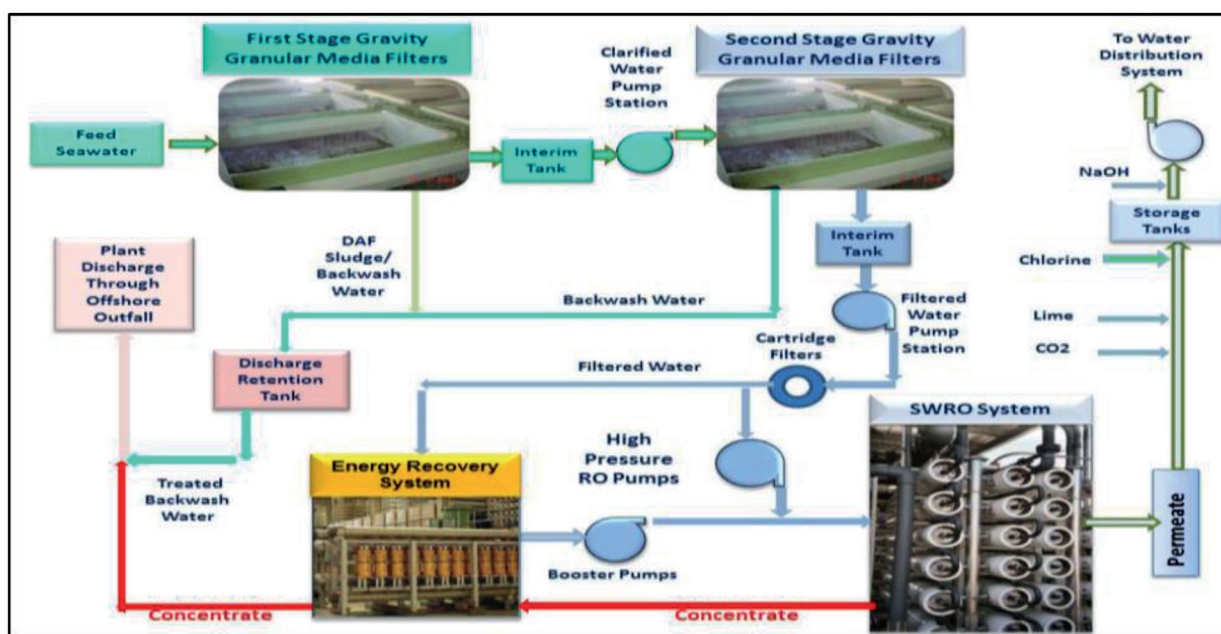 First Stage Gravity
Granular Media Filters
Clarified
Water
Pump
Station
Second Stage Gravity
Granular Media Filters
To Water
Distribution
System
Feed
Seawater
Interim
Tank
NaOH
Storage
Tanks
Plant
Discharge
Through
Offshore
Outfall
DAF
Sludge/
Backwash
Water
Interim
Tank
Chlorine
Backwash Water
Filtered
Water
Pump
Station
Lime
Cartridge
Filters
CO2
Discharge
Retention
Tank
Filtered Water
SWRO System
High
Pressure
RO Pumps
Energy Recovery
System
Treated
Backwash
Water
Permeate
Booster Pumps
Concentrate
Concentrate